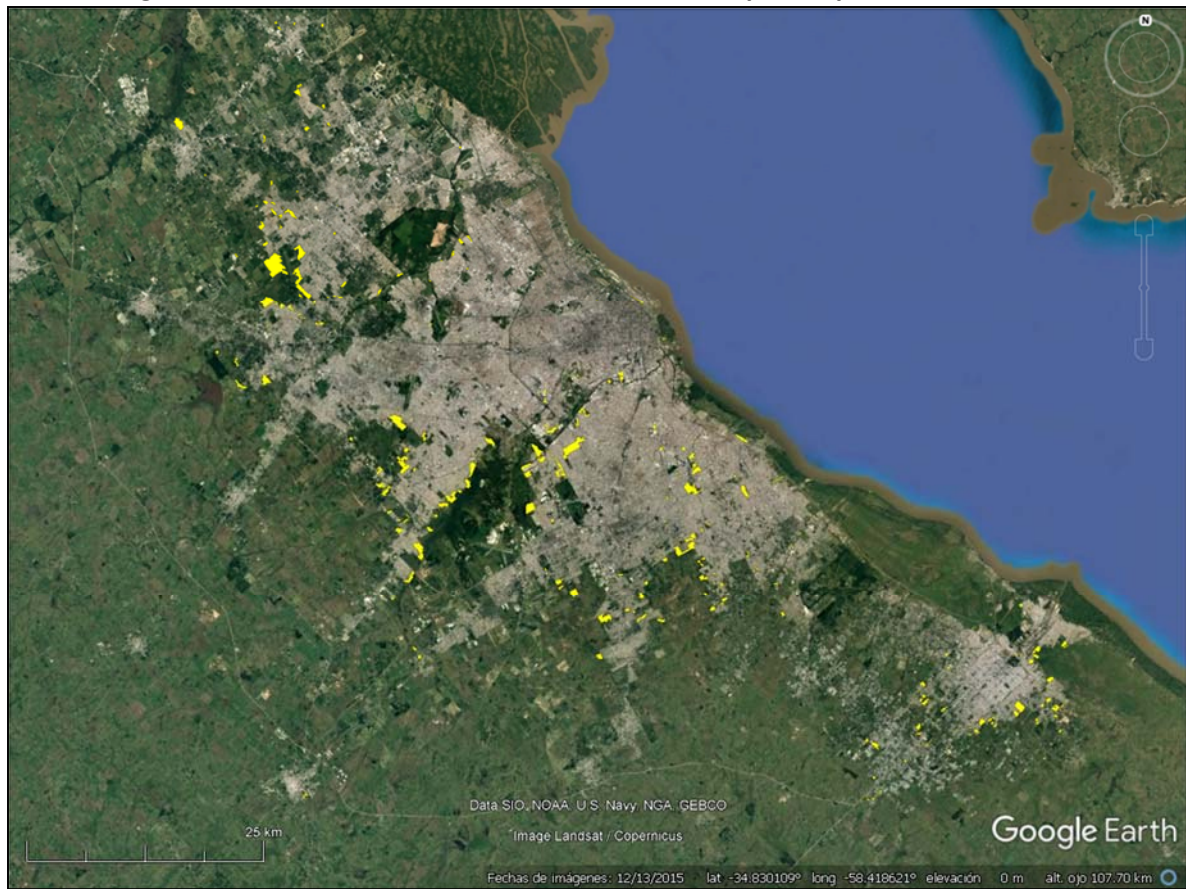 N
Data SIO, NOAA, U.S. Navy, NGA, GEBCO
Image Landsat / Copernicus
25 km
Google Earth
Fechas de imágenes: 12/13/2015 lat -34.830109° long -58.418621° elevación 0 m alt. ojo 107.70 km